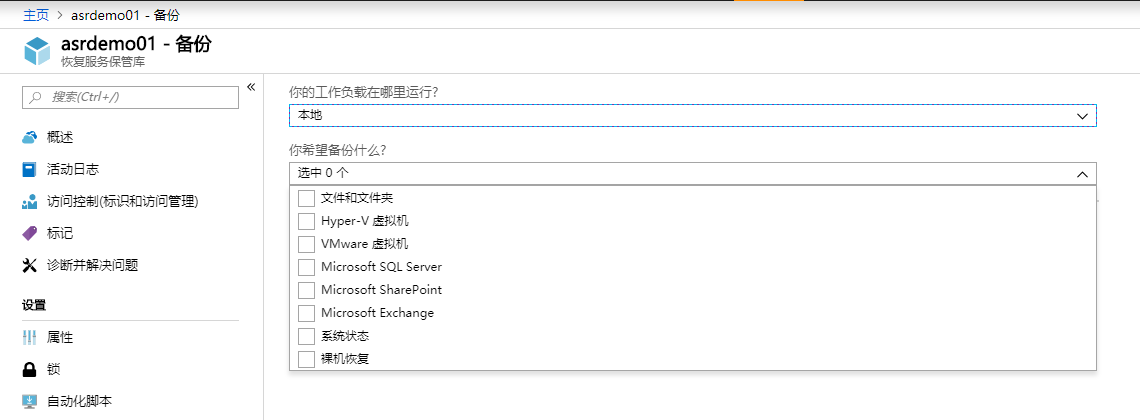 主页 > asrdemo01 - 备份
asrdemo01 - 备份
恢复服务保管库
搜索(Ctrl+/)
概述
活动日志
访问控制(标识和访问管理)
标记
诊断并解决问题
设置
属性
锁
自动化脚本
你的工作负载在哪里运行?
本地
你希望备份什么?
选中 0 个
文件和文件夹
Hyper-V 虚拟机
VMware 虚拟机
Microsoft SQL Server
Microsoft SharePoint
Microsoft Exchange
系统状态
裸机恢复